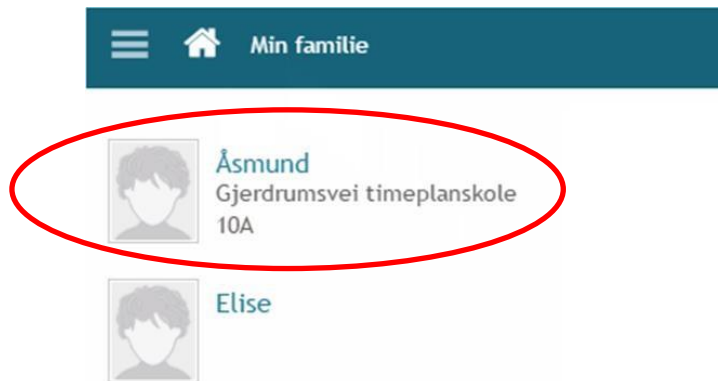 Min familie
Åsmund
Gjerdrumsvei timeplanskole
10A
Elise